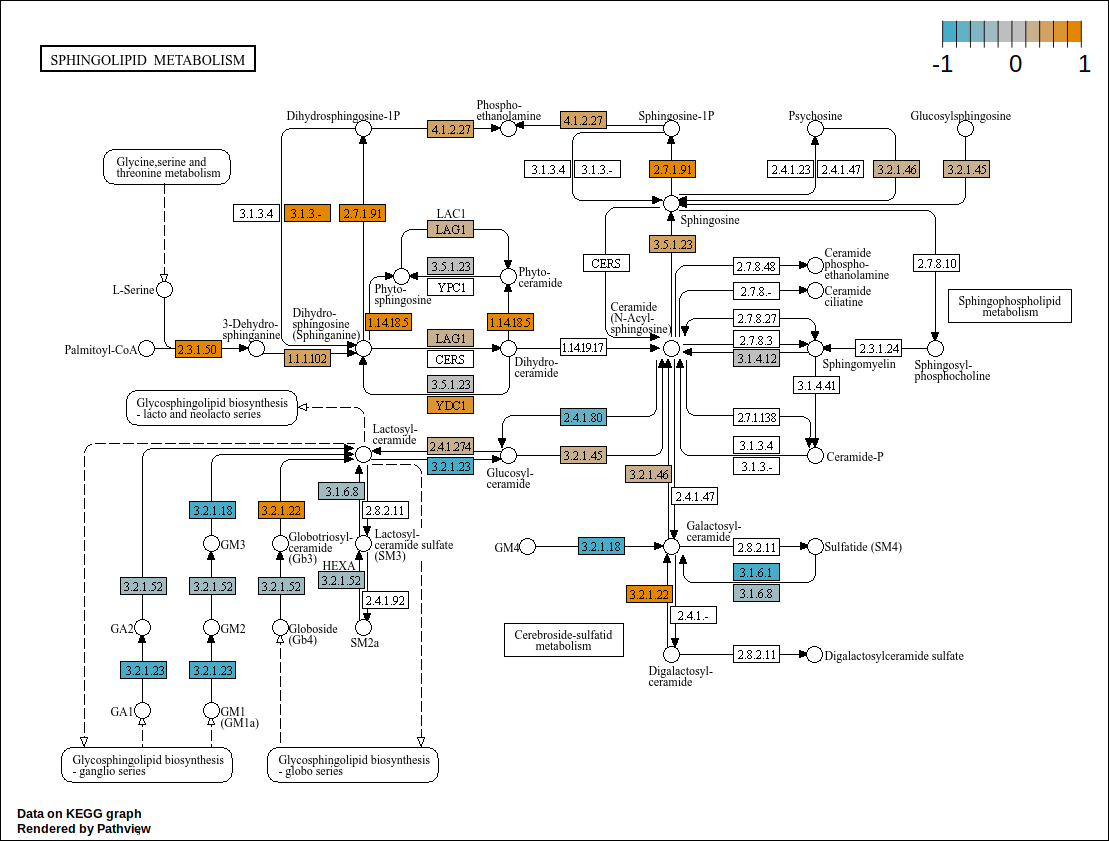 SPHINGOLIPID METABOLISM
-1 0 1
Dihydrosphingosine-1P
4.1.2.27
Phospho-
ethanolamine
4.1.2.27
Sphingosine-1P
Psychosine
Glucosylsphingosine
Glycine,serine and
threonine metabolism
3.1.3.4
3.1.3.-
2.7.1.91
2.4.1.23
2.4.1.47
3.2.1.46
3.2.1.45
3.1.3.4
3.1.3.-
2.7.1.91
LAC1
LAG1
Sphingosine
3.5.1.23
CERS
3.5.1.23
YPC1
Phyto-
sphingosine
Phyto-
ceramide
2.7.8.48
Ceramide
phospho-
ethanolamine
2.7.8.10
L-Serine
2.7.8.-
Ceramide
ciliatine
Sphingophospholipid
metabolism
3-Dehydro-
sphinganine
Dihydro-
sphingosine
(Sphinganine)
1.14.18.5
1.14.18.5
Ceramide
(N-Acyl-
sphingosine)
2.7.8.27
2.7.8.3
3.1.4.12
Palmitoyl-CoA
2.3.1.50
1.1.1.102
LAG1
CERS
Dihydro-
ceramide
1.14.19.17
Sphingomyelin
2.3.1.24
Sphingosyl-
phosphocholine
3.5.1.23
YDC1
3.1.4.41
Glycosphingolipid biosynthesis
- lacto and neolacto series
2.4.1.80
2.7.1.138
Lactosyl-
ceramide
2.4.1.274
3.2.1.23
Glucosyl-
ceramide
3.2.1.45
3.1.3.4
3.1.3.-
Ceramide-P
3.2.1.46
2.4.1.47
3.1.6.8
2.8.2.11
3.2.1.18
3.2.1.22
GM3
Globotriosyl-
ceramide
(Gb3)
Lactosyl-
ceramide sulfate
(SM3)
GM4
3.2.1.18
Galactosyl-
ceramide
2.8.2.11
Sulfatide (SM4)
3.1.6.1
3.1.6.8
HEXA
3.2.1.52
3.2.1.52
3.2.1.52
3.2.1.52
2.4.1.92
3.2.1.22
2.4.1.-
GA2
GM2
Globoside
(Gb4)
SM2a
Cerebroside-sulfatid
metabolism
2.8.2.11
Digalactosylceramide sulfate
Digalactosyl-
ceramide
3.2.1.23
3.2.1.23
GA1
GM1
(GM1a)
Glycosphingolipid biosynthesis
- ganglio series
Glycosphingolipid biosynthesis
- globo series
Data on KEGG graph
Rendered by Pathview